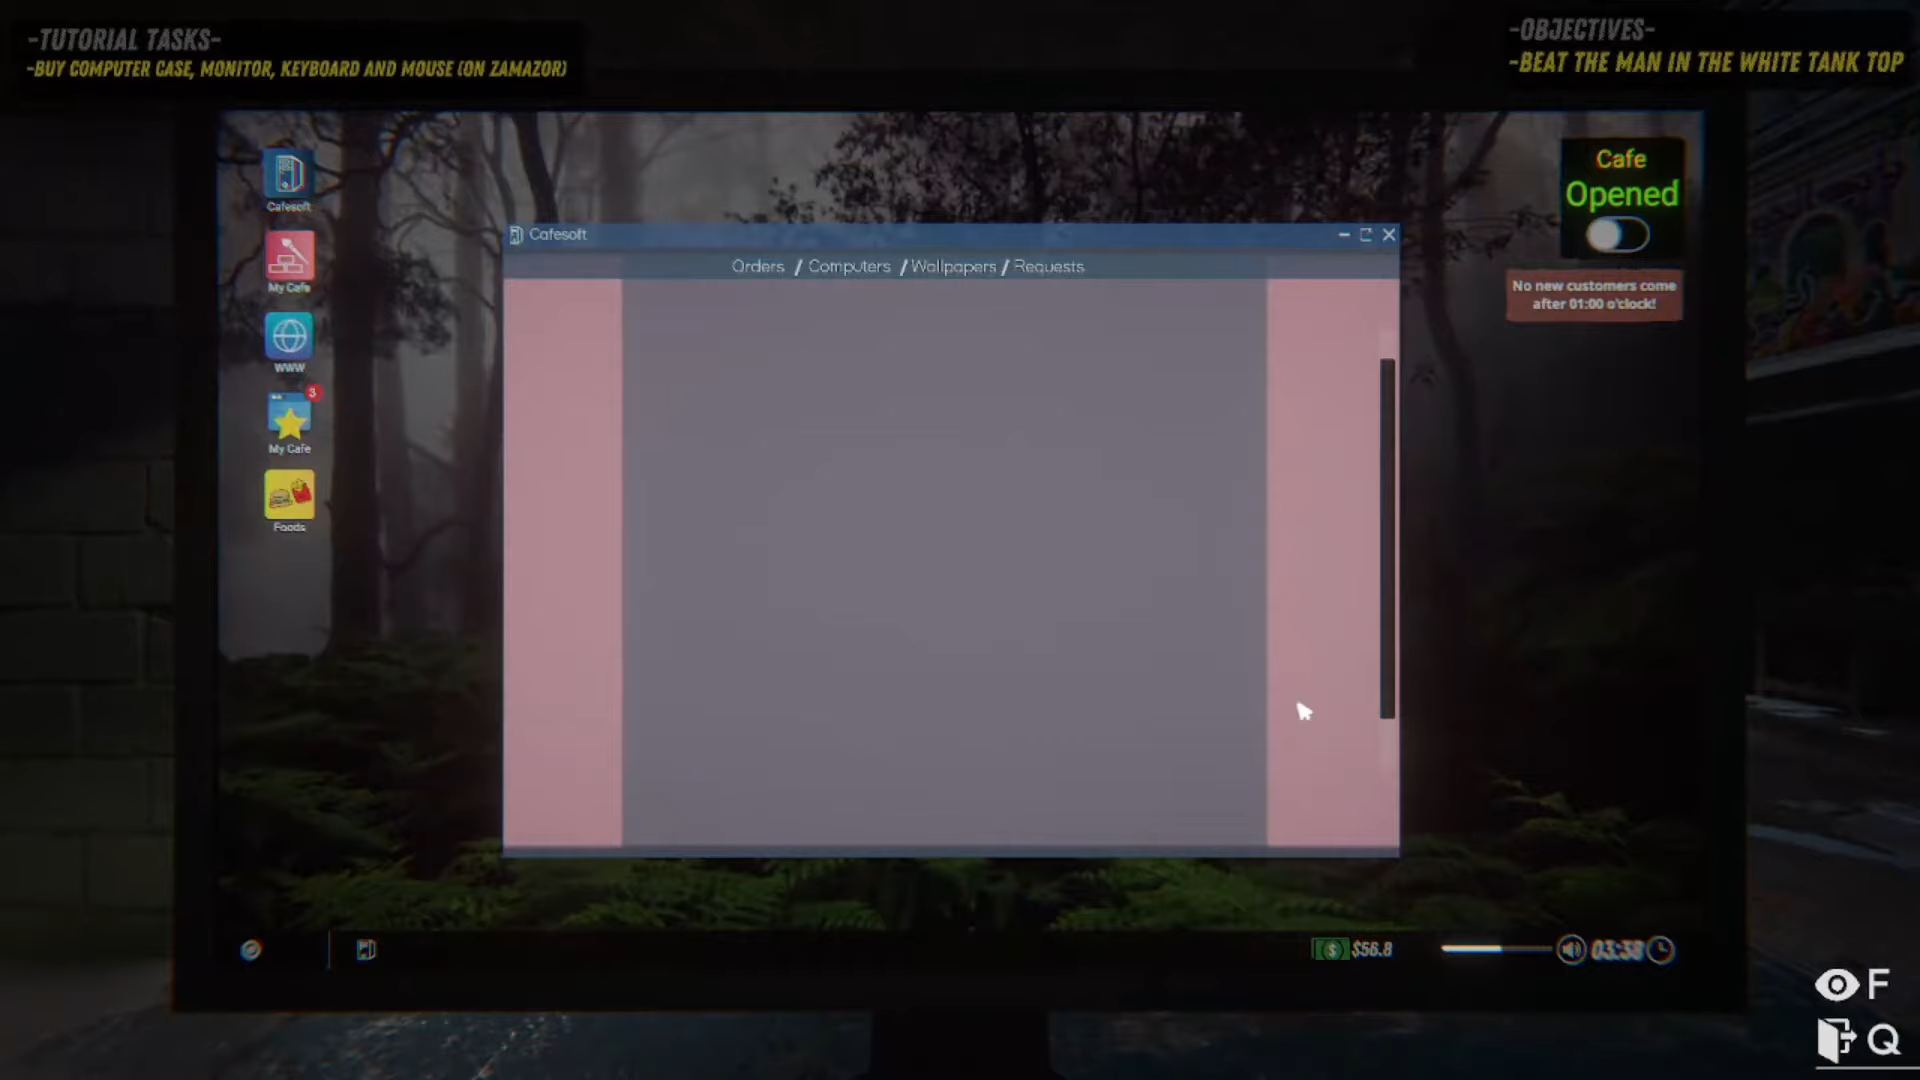 -TUTORIAL TASKS-
-BUY COMPUTER CASE, MONITOR, KEYBOARD AND MOUSE (ON ZAMAZOR)
-OBJECTIVES-
-BEAT THE MAN IN THE WHITE TANK TOP
Cafesoft
My Cafe
WWW
3
My Cafe
Foods
Cafesoft
Orders / Computers / Wallpapers / Requests
Cafe
Opened
No new customers come
after 01:00 o'clock!
$56.8
03:38
F
Q